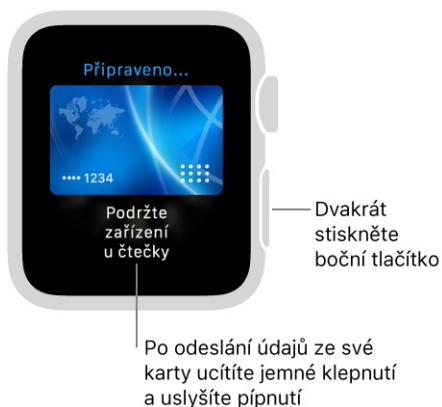 Připraveno...
•••• 1234
Podržte
zařízení
u čtečky
Dvakrát
stiskněte
boční tlačítko
Po odeslání údajů ze své
karty ucítíte jemné klepnutí
a uslyšíte pípnutí